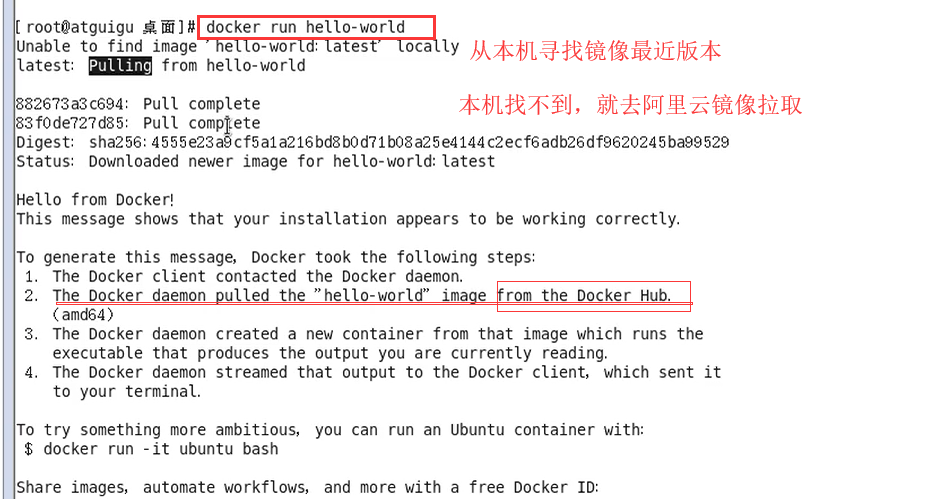 [root@atguigu 桌面]# docker run hello-world
Unable to find image 'hello-world:latest' locally
从本机寻找镜像最近版本
latest: Pulling from hello-world
882673a3c694: Pull complete
本机找不到，就去阿里云镜像拉取
83f0de727d85: Pull complete
Digest: sha256:4555e23a9cf5a1a216bd8b0d71b08a25e4144c2ecf6adb26df9620245ba99529
Status: Downloaded newer image for hello-world:latest
Hello from Docker!
This message shows that your installation appears to be working correctly.
To generate this message, Docker took the following steps:
1. The Docker client contacted the Docker daemon.
2. The Docker daemon pulled the "hello-world" image from the Docker Hub.
(amd64)
3. The Docker daemon created a new container from that image which runs the
executable that produces the output you are currently reading.
4. The Docker daemon streamed that output to the Docker client, which sent it
to your terminal.
To try something more ambitious, you can run an Ubuntu container with:
$ docker run -it ubuntu bash
Share images, automate workflows, and more with a free Docker ID: